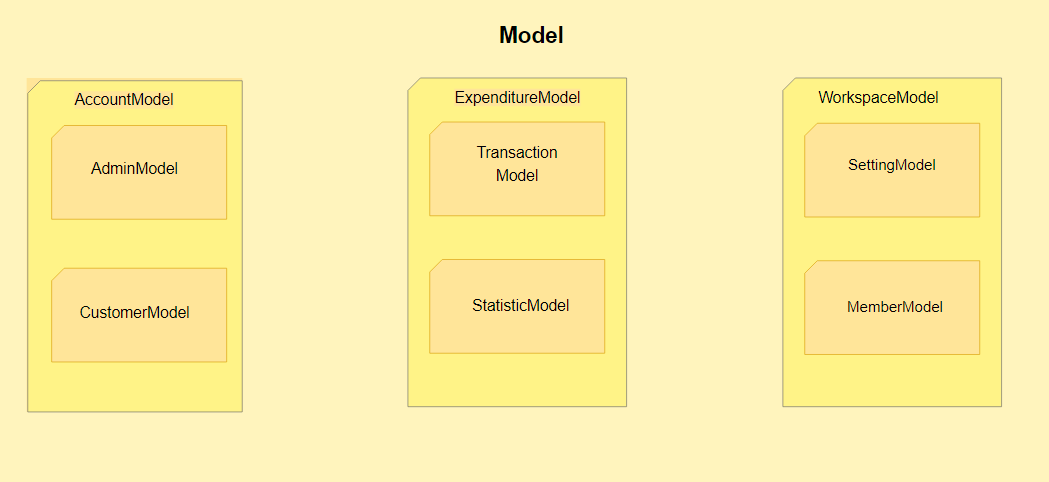 Model
AccountModel
AdminModel
CustomerModel
ExpenditureModel
Transaction
Model
StatisticModel
WorkspaceModel
SettingModel
MemberModel